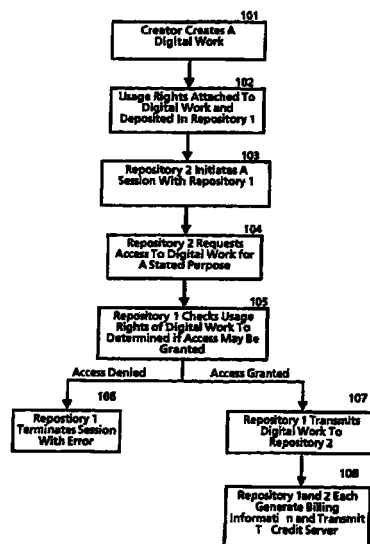 101
Creator Creates A
Digital Work
102
Usage Rights Attached To
Digital Work and
Deposited In Repository 1
103
Repository 2 Initiates A
Session With Repository 1
104
Repository 2 Requests
Access To Digital Work for
A Stated Purpose
105
Repository 1 Checks Usage
Rights of Digital Work To
Determined if Access May Be
Granted
Access Denied
Access Granted
106
Repostiory 1
Terminates Session
With Error
107
Repository 1 Transmits
Digital Work To
Repository 2
108
Repository 1and 2 Each
Generate Billing
Informati n and Transmit
T Credit Server